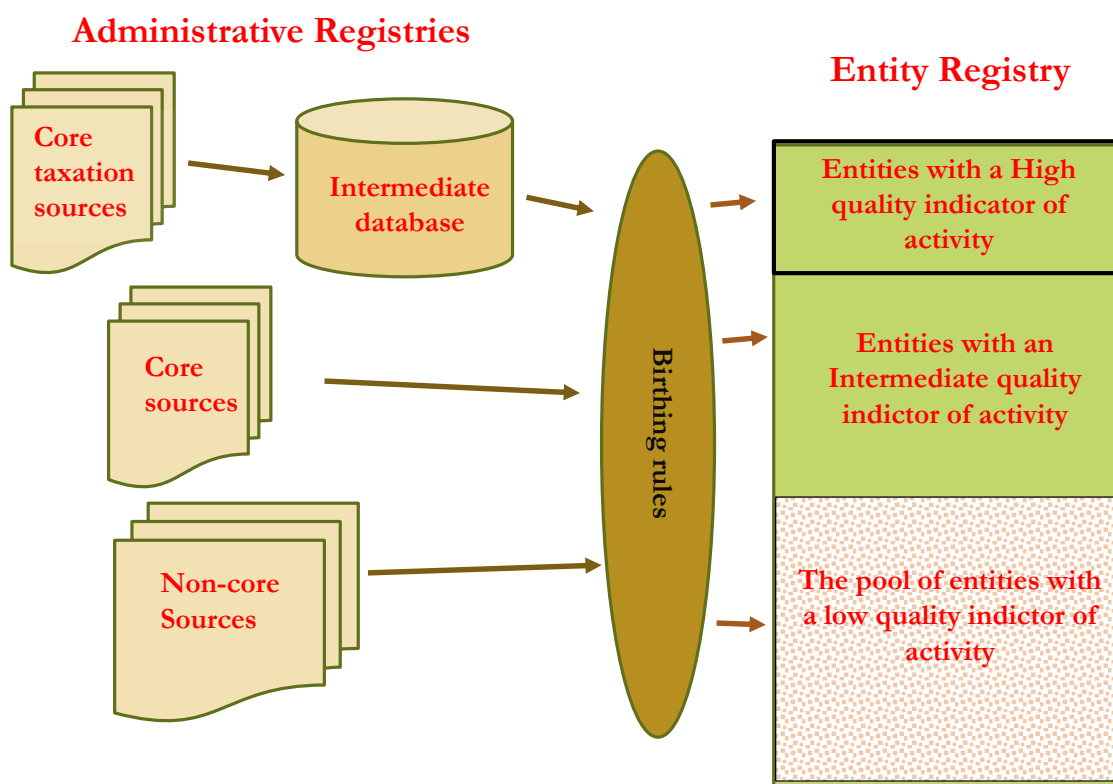 Administrative Registries
Entity Registry
Core
taxation
sources
Intermediate
database
Core
sources
Non-core
Sources
Birthing rules
Entities with a High
quality indicator of
activity
Entities with an
Intermediate quality
indictor of activity
The pool of entities with
a low quality indictor of
activity